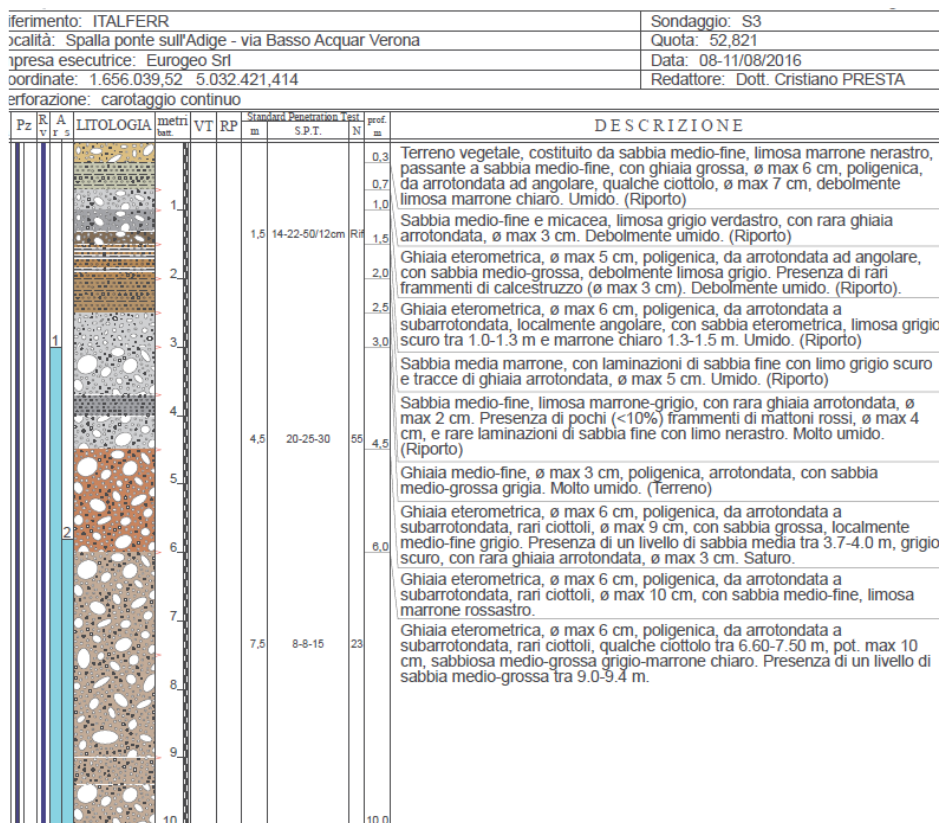 iferimento: ITALFERR
Sondaggio: S3
ocalità: Spalla ponte sull'Adige - via Basso Acquar Verona
Quota: 52,821
npresa esecutrice: Eurogeo Srl
Data: 08-11/08/2016
oordinate: 1.656.039,52 5.032.421,414
Redattore: Dott. Cristiano PRESTA
erforazione: carotaggio continuo
Pz R v A r s LITOLOGIA metri batt. VT RP Standard Penetration Test m S.P.T. N prof. m DESCRIZIONE
0,3
Terreno vegetale, costituito da sabbia medio-fine, limosa marrone nerastro,
passante a sabbia medio-fine, con ghiaia grossa, ø max 6 cm, poligenica,
0,7
da arrotondata ad angolare, qualche ciottolo, ø max 7 cm, debolmente
limosa marrone chiaro. Umido. (Riporto)
1
1,0
Sabbia medio-fine e micacea, limosa grigio verdastro, con rara ghiaia
arrotondata, ø max 3 cm. Debolmente umido. (Riporto)
1,5 14-22-50/12cm Rif
1,5
Ghiaia eterometrica, ø max 5 cm, poligenica, da arrotondata ad angolare,
con sabbia medio-grossa, debolmente limosa grigio. Presenza di rari
frammenti di calcestruzzo (ø max 3 cm). Debolmente umido. (Riporto).
2
2,0
2,5
Ghiaia eterometrica, ø max 6 cm, poligenica, da arrotondata a
subarrotondata, localmente angolare, con sabbia eterometrica, limosa grigio
scuro tra 1.0-1.3 m e marrone chiaro 1.3-1.5 m. Umido. (Riporto)
1
3
3,0
Sabbia media marrone, con laminazioni di sabbia fine con limo grigio scuro
e tracce di ghiaia arrotondata, ø max 5 cm. Umido. (Riporto)
Sabbia medio-fine, limosa marrone-grigio, con rara ghiaia arrotondata, ø
max 2 cm. Presenza di pochi (<10%) frammenti di mattoni rossi, ø max 4
cm, e rare laminazioni di sabbia fine con limo nerastro. Molto umido.
(Riporto)
4
4,5 20-25-30 55
4,5
Ghiaia medio-fine, ø max 3 cm, poligenica, arrotondata, con sabbia
medio-grossa grigia. Molto umido. (Terreno)
5
Ghiaia eterometrica, ø max 6 cm, poligenica, da arrotondata a
subarrotondata, rari ciottoli, ø max 9 cm, con sabbia grossa, localmente
medio-fine grigio. Presenza di un livello di sabbia media tra 3.7-4.0 m, grigio
scuro, con rara ghiaia arrotondata, ø max 3 cm. Saturo.
2
6
6,0
Ghiaia eterometrica, ø max 6 cm, poligenica, da arrotondata a
subarrotondata, rari ciottoli, ø max 10 cm, con sabbia medio-fine, limosa
marrone rossastro.
7
Ghiaia eterometrica, ø max 6 cm, poligenica, da arrotondata a
subarrotondata, rari ciottoli, qualche ciottolo tra 6.60-7.50 m, pot. max 10
cm, sabbiosa medio-grossa grigio-marrone chiaro. Presenza di un livello di
sabbia medio-grossa tra 9.0-9.4 m.
7,5 8-8-15 23
8
9
10
10,0